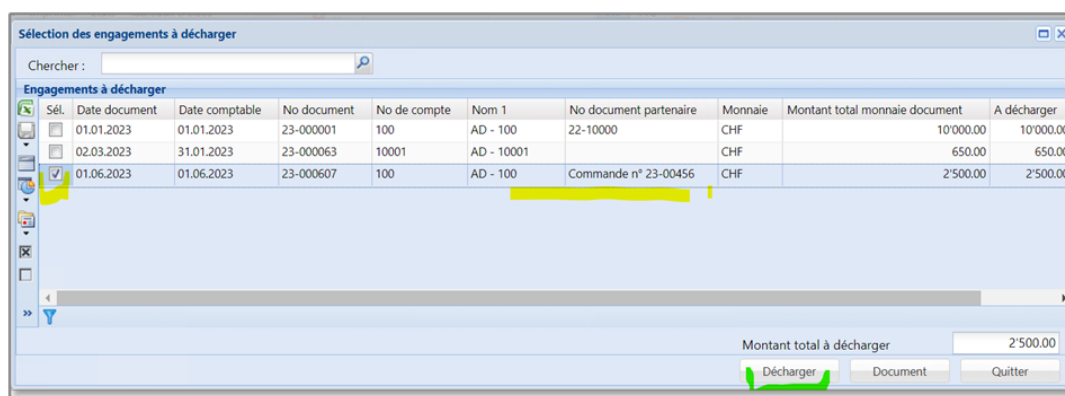 Sélection des engagements à décharger
Chercher :
Engagements à décharger
Sél. Date document Date comptable No document No de compte Nom 1 No document partenaire Monnaie Montant total monnaie document A décharger
01.01.2023 01.01.2023 23-000001 100 AD - 100 22-10000 CHF 10'000.00 10'000.00
02.03.2023 31.01.2023 23-000063 10001 AD - 10001 CHF 650.00 650.00
01.06.2023 01.06.2023 23-000607 100 AD - 100 Commande n° 23-00456 CHF 2'500.00 2'500.00
Montant total à décharger 2'500.00
Décharger Document Quitter